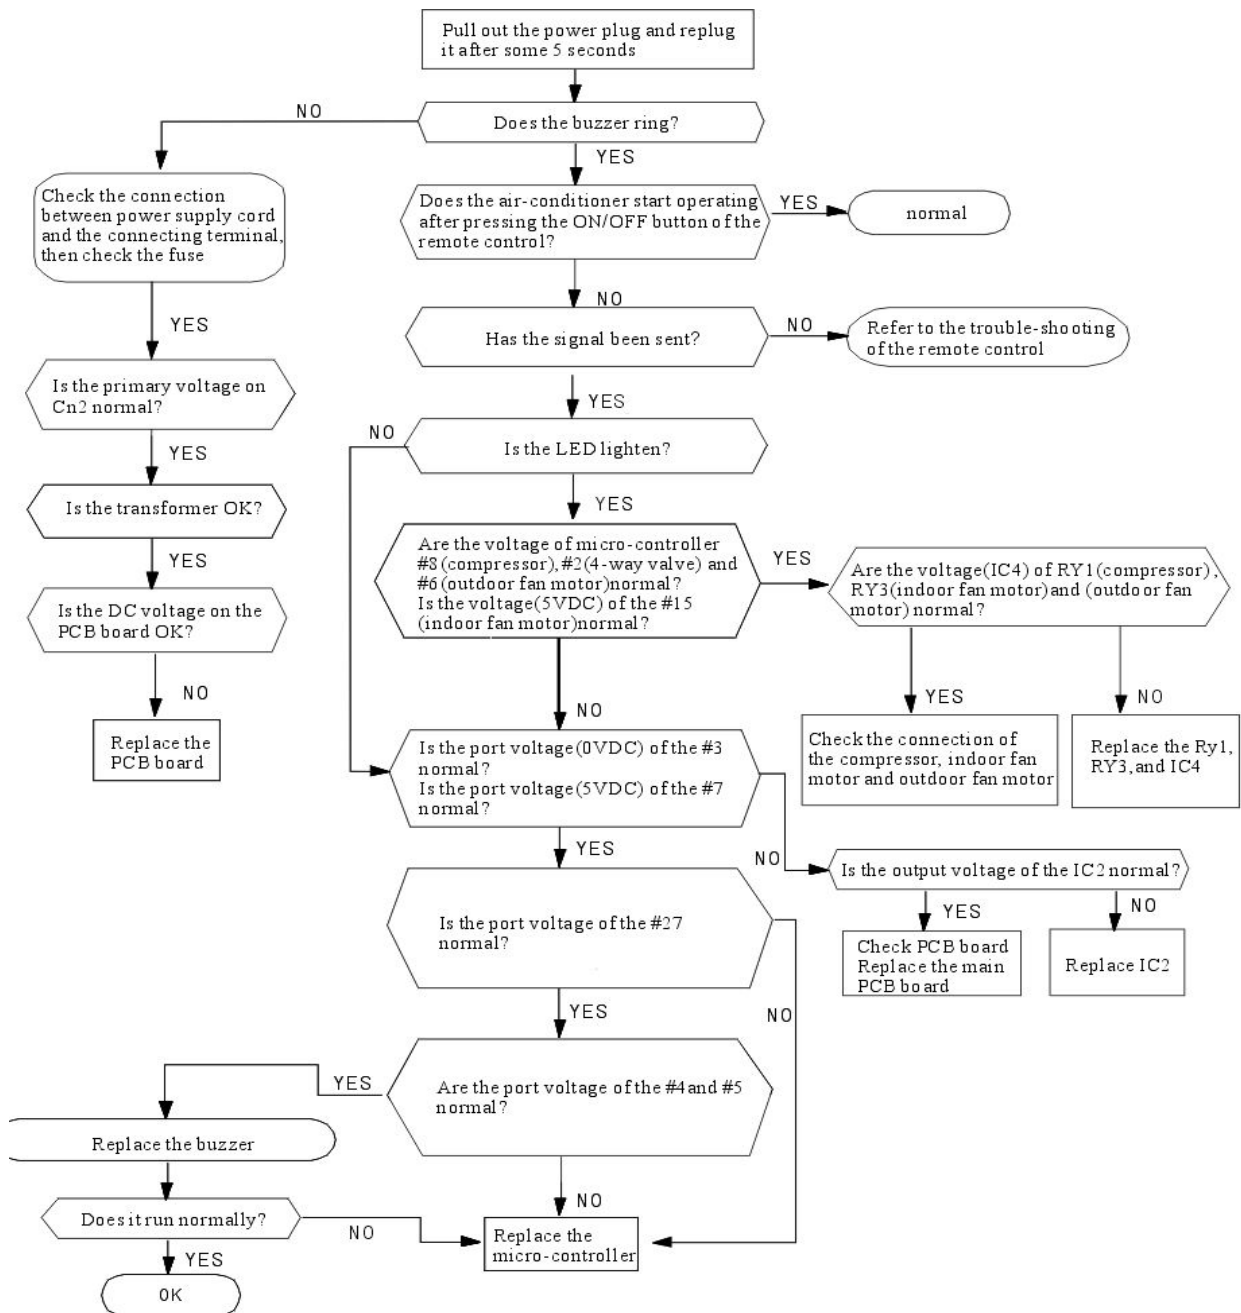 Pull out the power plug and replug
it after some 5 seconds
NO
Does the buzzer ring?
YES
Check the connection
between power supply cord
and the connecting terminal,
then check the fuse
Does the air-conditioner start operating
after pressing the ON/OFF button of the
remote control?
YES
normal
NO
YES
Has the signal been sent?
NO
Refer to the trouble-shooting
of the remote control
Is the primary voltage on
Cn2 normal?
YES
NO
Is the LED lighten?
YES
YES
Is the transformer OK?
YES
Are the voltage of micro-controller
#8(compressor),#2(4-way valve) and
#6(outdoor fan motor)normal?
Is the voltage(5VDC) of the #15
(indoor fan motor)normal?
YES
Are the voltage(IC4) of RY1(compressor),
RY3(indoor fan motor)and (outdoor fan
motor) normal?
Is the DC voltage on the
PCB board OK?
NO
YES
NO
NO
Replace the
PCB board
Is the port voltage(0VDC) of the #3
normal?
Is the port voltage(5VDC) of the #7
normal?
Check the connection of
the compressor, indoor fan
motor and outdoor fan motor
Replace the Ry1,
RY3,and IC4
YES
NO
Is the output voltage of the IC2 normal?
YES
NO
Is the port voltage of the #27
normal?
Check PCB board
Replace the main
PCB board
Replace IC2
YES
NO
YES
Are the port voltage of the #4and #5
normal?
Replace the buzzer
NO
Does it run normally?
NO
Replace the
micro-controller
YES
OK